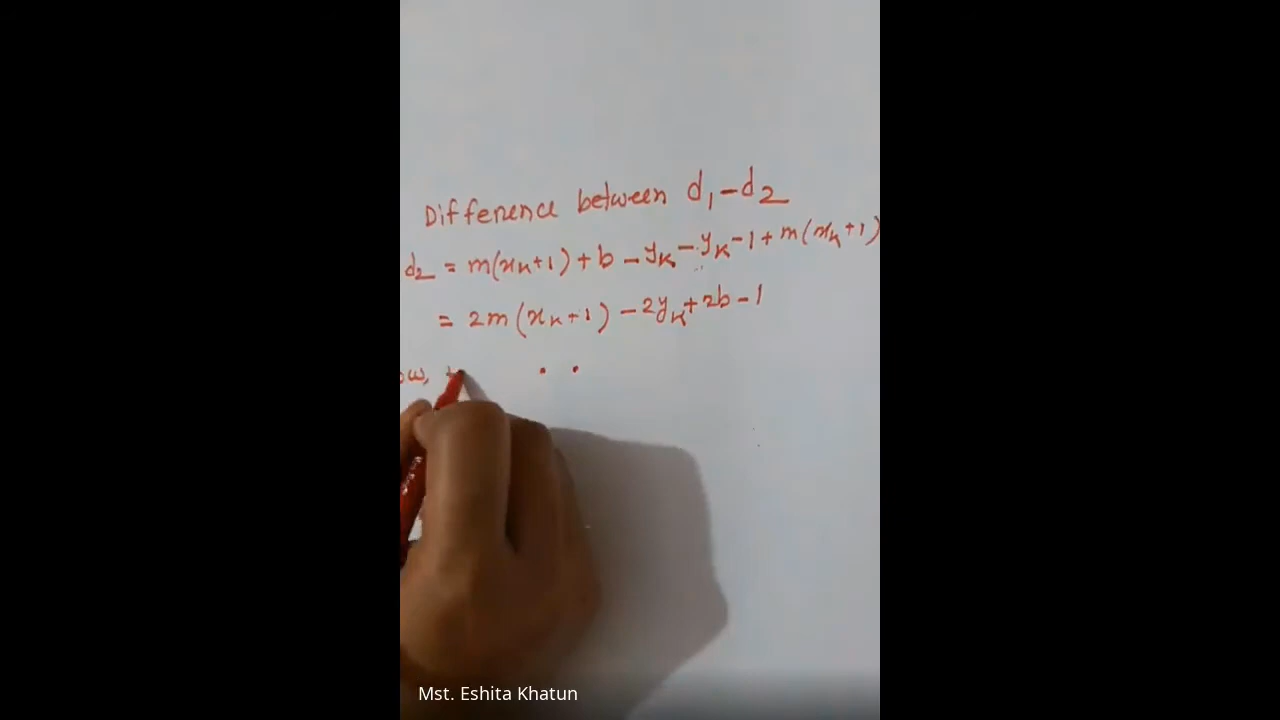 Difference between d₁-d₂
d₂ = m(xₖ+1)+b-yₖ-yₖ-1+m(xₖ+1)
= 2m(xₖ+1)-2yₖ+2b-1
ow,
Mst. Eshita Khatun